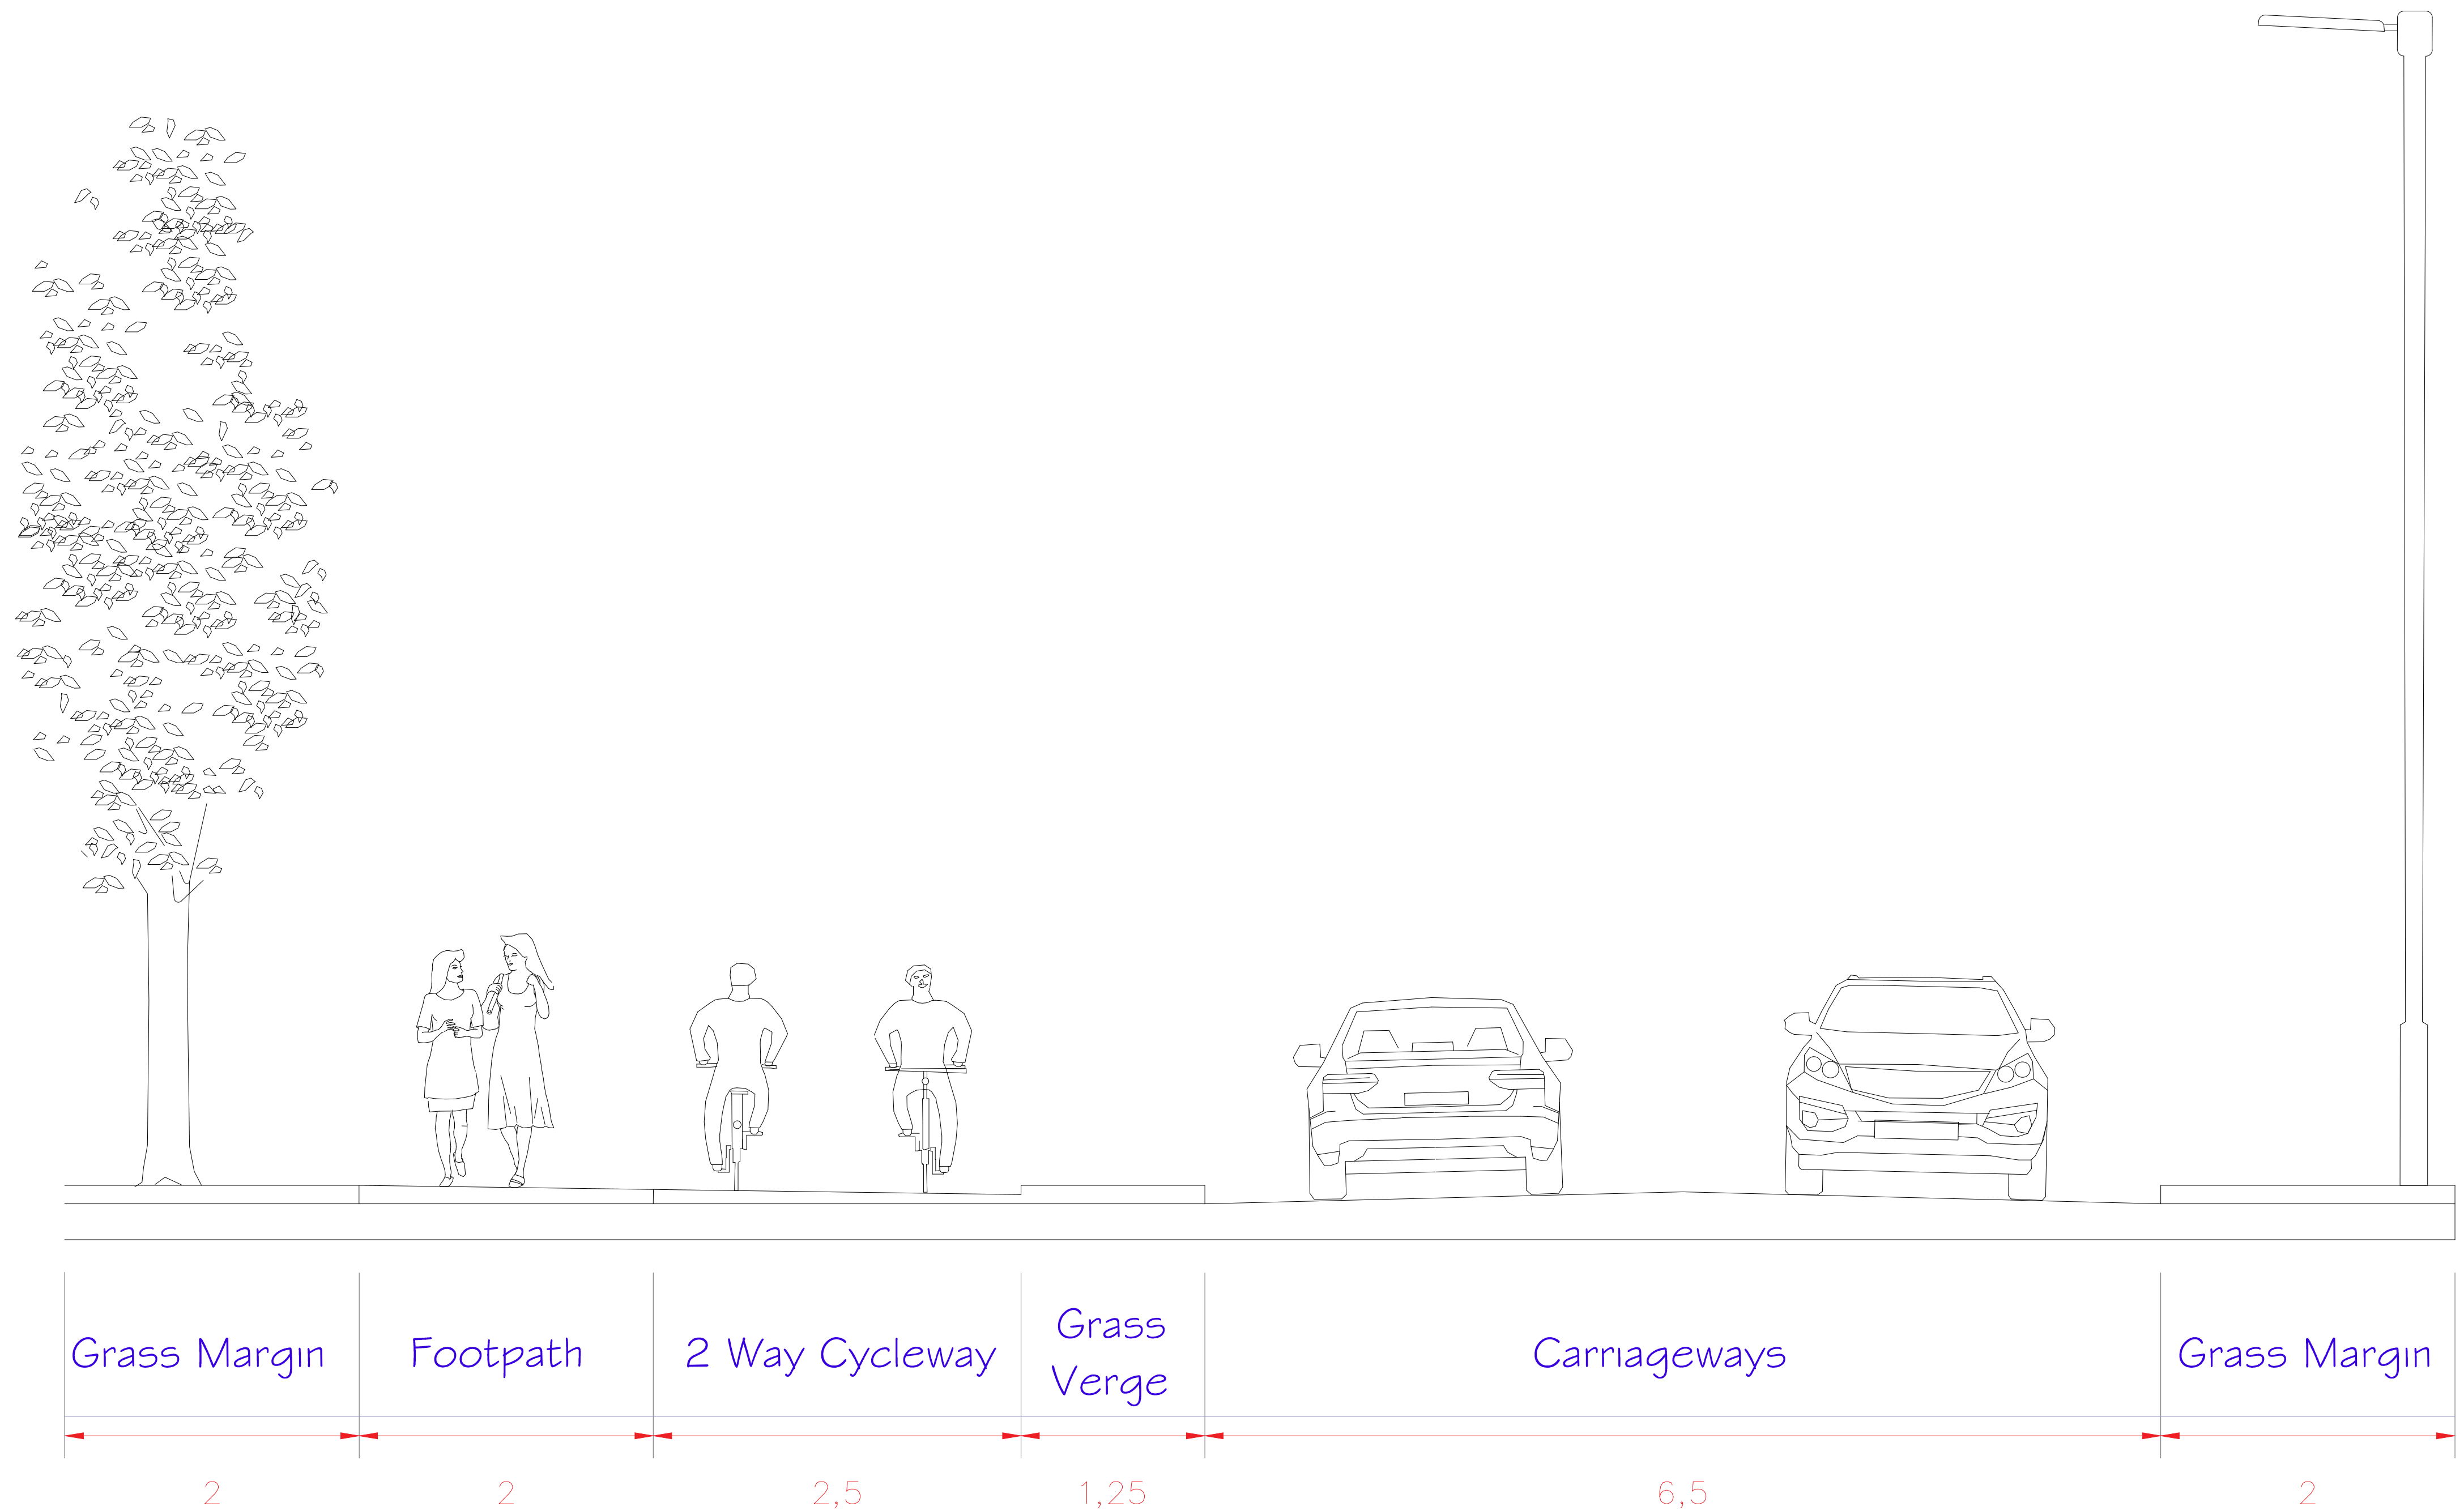 Grass Margin
Footpath
2 Way Cycleway
Grass
Verge
Carriageways
Grass Margin
2
2
2,5
1,25
6,5
2